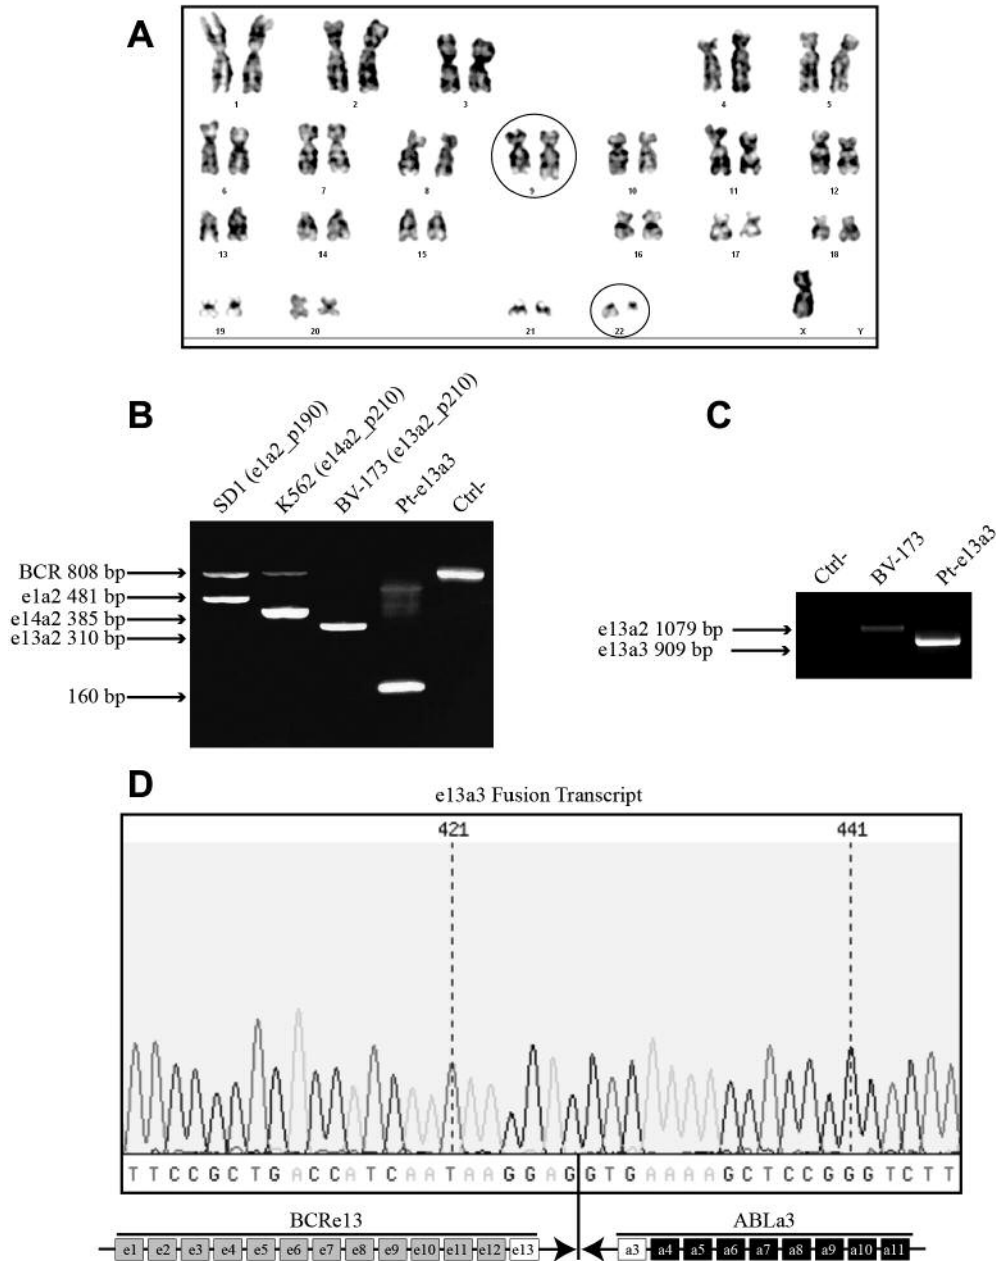 A
1 2 3 4 5
6 7 8 9 10 11 12
13 14 15 16 17 18
19 20 21 22 X Y
B
SD1 (e1a2_p190)
K562 (e14a2_p210)
BV-173 (e13a2_p210)
Pt-e13a3
Ctrl-
BCR 808 bp
e1a2 481 bp
e14a2 385 bp
e13a2 310 bp
160 bp
C
Ctrl-
BV-173
Pt-e13a3
e13a2 1079 bp
e13a3 909 bp
D
e13a3 Fusion Transcript
421 441
T T C C G C T G A C C A T C A A T A A G G A G G T G A A A A G C T C C G G G T C T T
BCRe13 ABLa3
e1 e2 e3 e4 e5 e6 e7 e8 e9 e10 e11 e12 e13 a3 a4 a5 a6 a7 a8 a9 a10 a11